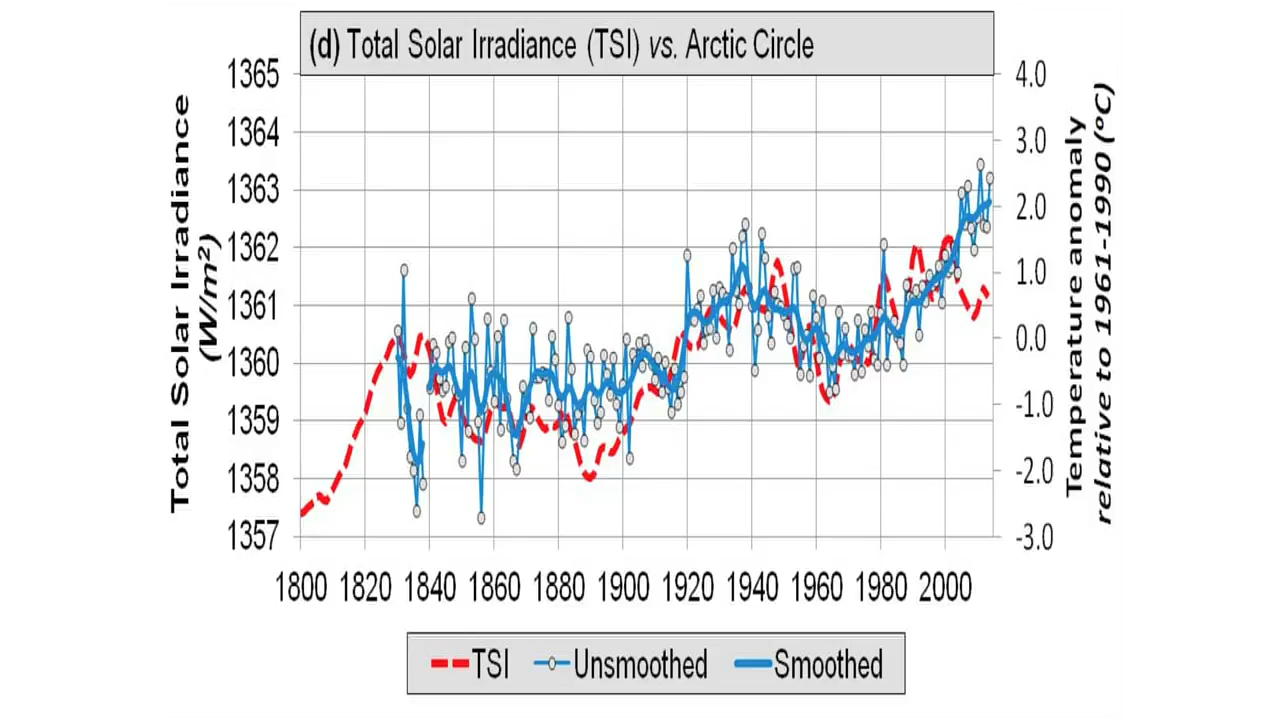 (d) Total Solar Irradiance (TSI) vs. Arctic Circle
Total Solar Irradiance
(W/m²)
1365
1364
1363
1362
1361
1360
1359
1358
1357
4.0
3.0
2.0
1.0
0.0
-1.0
-2.0
-3.0
Temperature anomaly
relative to 1961-1990 (ºC)
1800 1820 1840 1860 1880 1900 1920 1940 1960 1980 2000
TSI Unsmoothed Smoothed